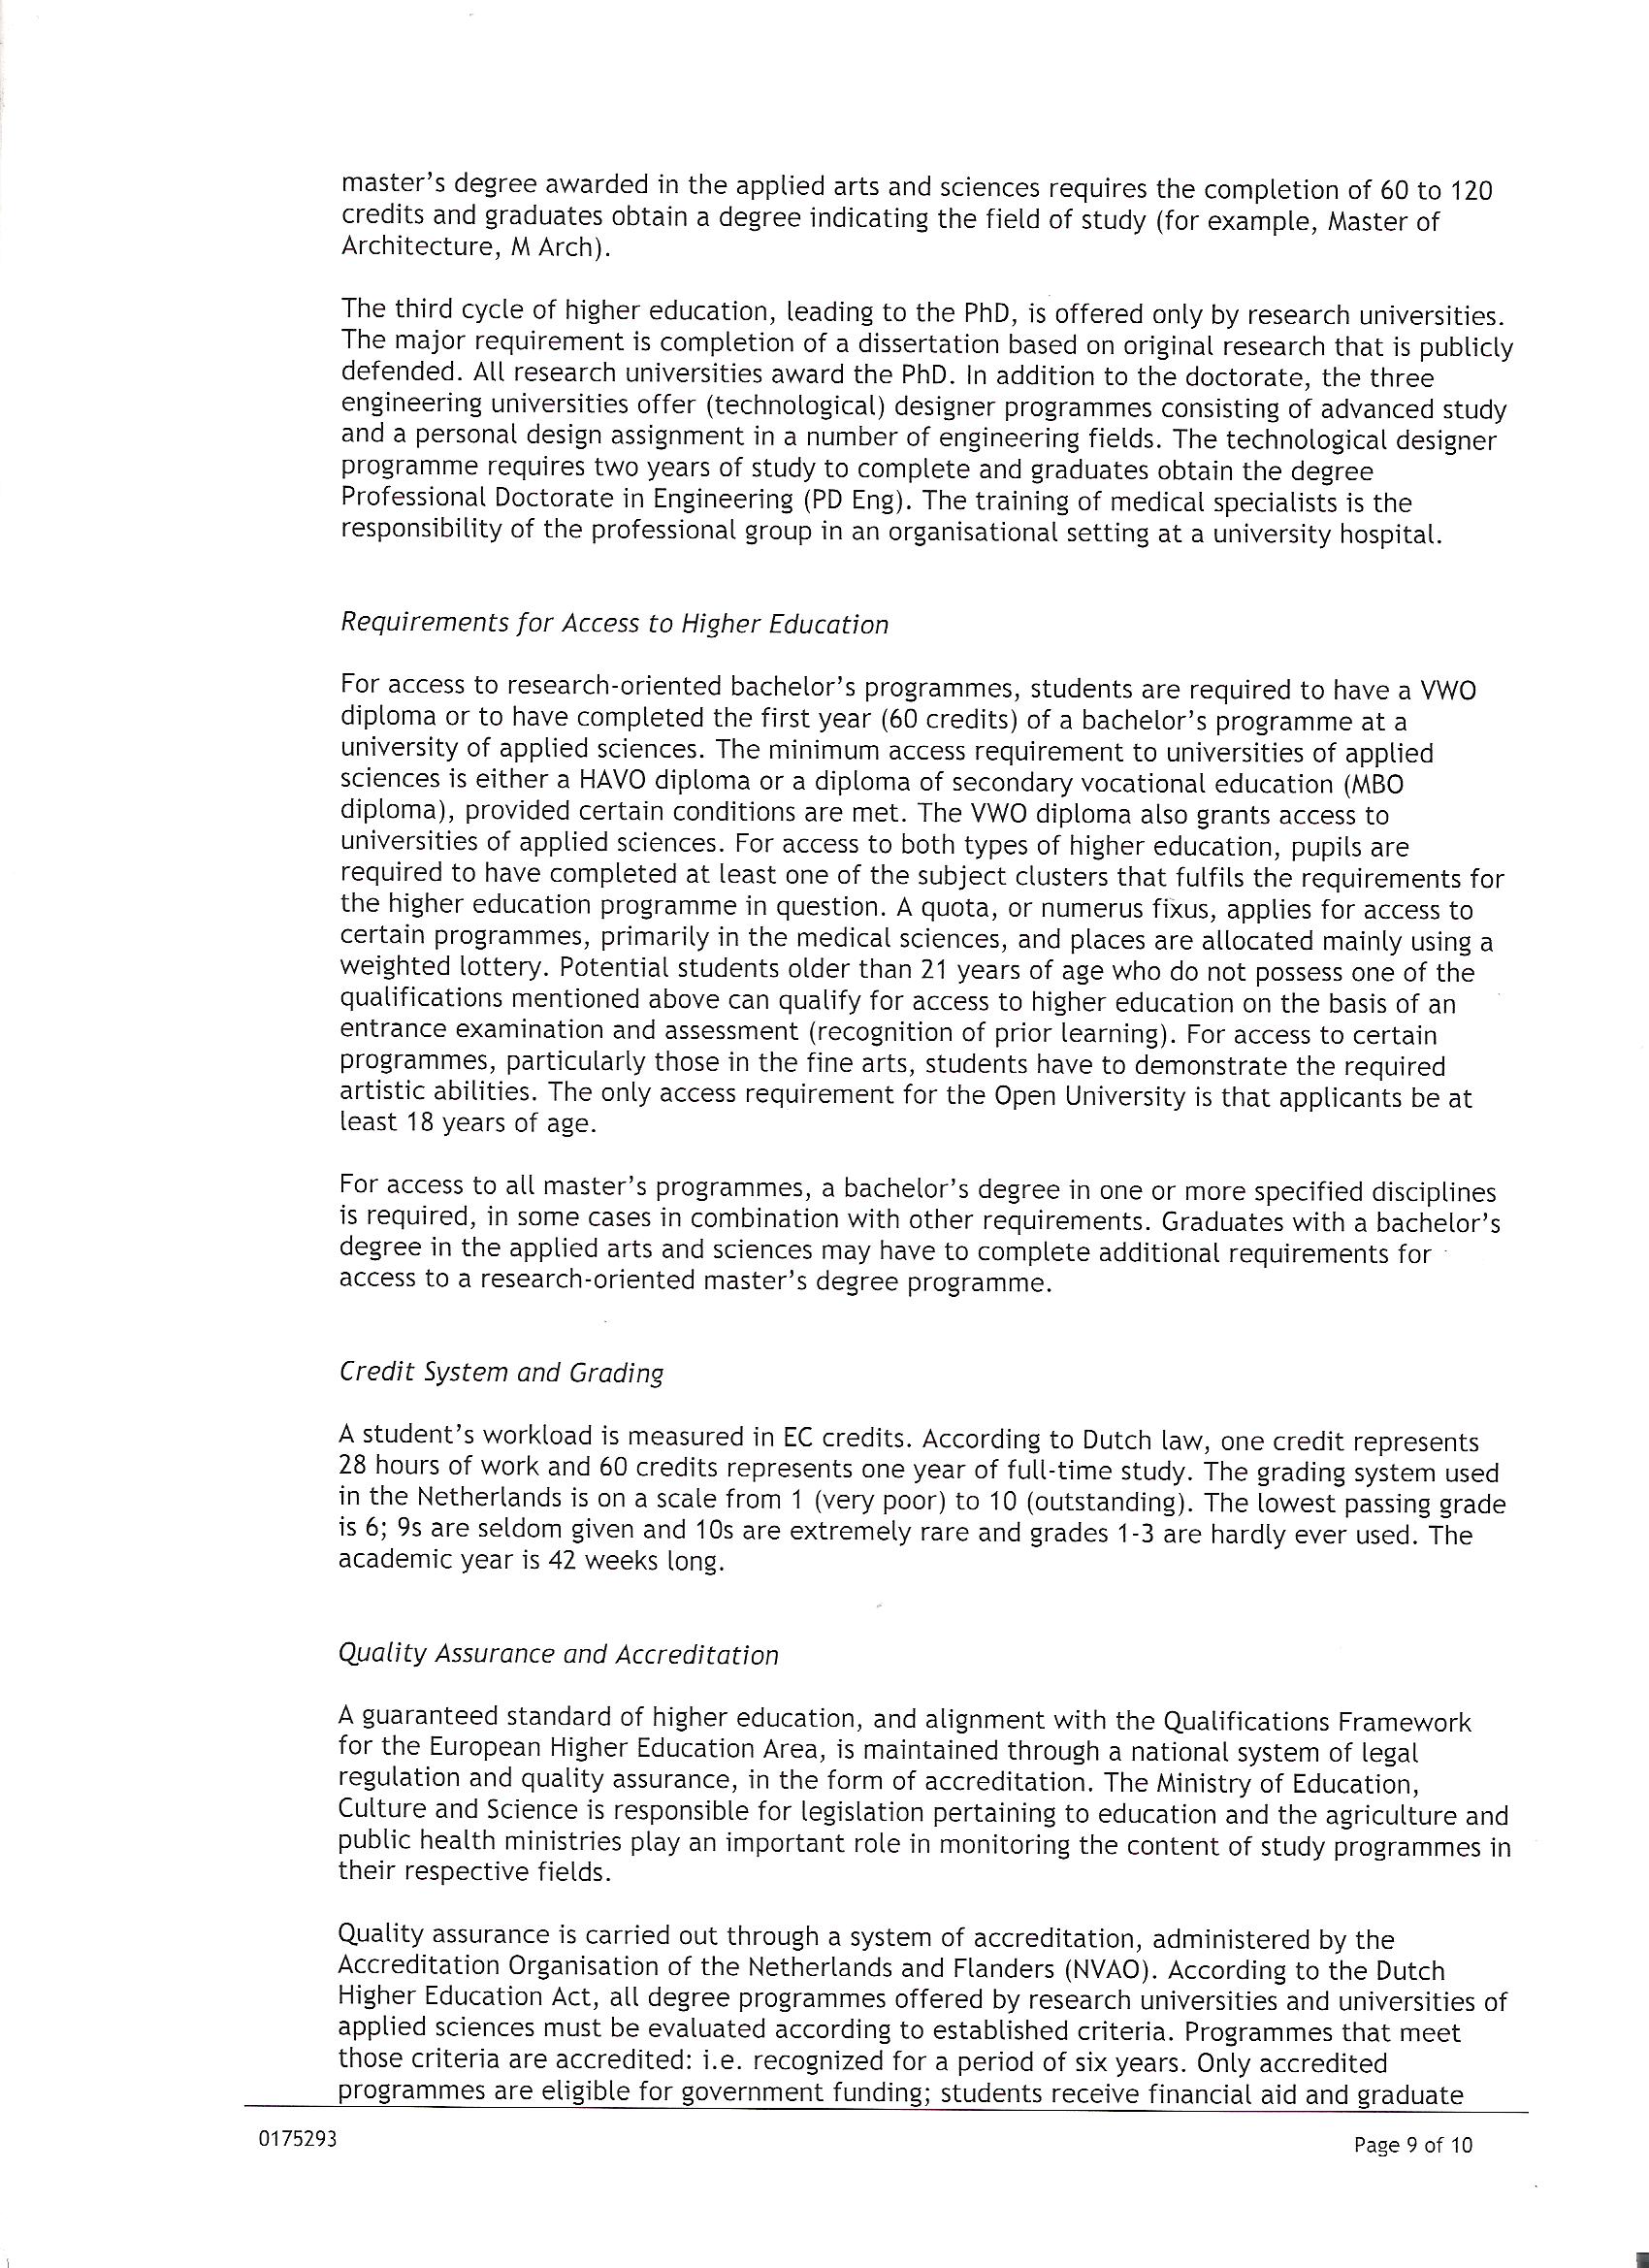 master's degree awarded in the applied arts and sciences requires the completion of 60 to 120
credits and graduates obtain a degree indicating the field of study (for example, Master of
Architecture, M Arch).
The third cycle of higher education, leading to the PhD, is offered only by research universities.
The major requirement is completion of a dissertation based on original research that is publicly
defended. All research universities award the PhD. In addition to the doctorate, the three
engineering universities offer (technological) designer programmes consisting of advanced study
and a personal design assignment in a number of engineering fields. The technological designer
programme requires two years of study to complete and graduates obtain the degree
Professional Doctorate in Engineering (PD Eng). The training of medical specialists is the
responsibility of the professional group in an organisational setting at a university hospital.
Requirements for Access to Higher Education
For access to research-oriented bachelor's programmes, students are required to have a VWO
diploma or to have completed the first year (60 credits) of a bachelor's programme at a
university of applied sciences. The minimum access requirement to universities of applied
sciences is either a HAVO diploma or a diploma of secondary vocational education (MBO
diploma), provided certain conditions are met. The VWO diploma also grants access to
universities of applied sciences. For access to both types of higher education, pupils are
required to have completed at least one of the subject clusters that fulfils the requirements for
the higher education programme in question. A quota, or numerus fixus, applies for access to
certain programmes, primarily in the medical sciences, and places are allocated mainly using a
weighted lottery. Potential students older than 21 years of age who do not possess one of the
qualifications mentioned above can qualify for access to higher education on the basis of an
entrance examination and assessment (recognition of prior learning). For access to certain
programmes, particularly those in the fine arts, students have to demonstrate the required
artistic abilities. The only access requirement for the Open University is that applicants be at
least 18 years of age.
For access to all master's programmes, a bachelor's degree in one or more specified disciplines
is required, in some cases in combination with other requirements. Graduates with a bachelor's
degree in the applied arts and sciences may have to complete additional requirements for
access to a research-oriented master's degree programme.
Credit System and Grading
A student's workload is measured in EC credits. According to Dutch law, one credit represents
28 hours of work and 60 credits represents one year of full-time study. The grading system used
in the Netherlands is on a scale from 1 (very poor) to 10 (outstanding). The lowest passing grade
is 6; 9s are seldom given and 10s are extremely rare and grades 1-3 are hardly ever used. The
academic year is 42 weeks long.
Quality Assurance and Accreditation
A guaranteed standard of higher education, and alignment with the Qualifications Framework
for the European Higher Education Area, is maintained through a national system of legal
regulation and quality assurance, in the form of accreditation. The Ministry of Education,
Culture and Science is responsible for legislation pertaining to education and the agriculture and
public health ministries play an important role in monitoring the content of study programmes in
their respective fields.
Quality assurance is carried out through a system of accreditation, administered by the
Accreditation Organisation of the Netherlands and Flanders (NVAO). According to the Dutch
Higher Education Act, all degree programmes offered by research universities and universities of
applied sciences must be evaluated according to established criteria. Programmes that meet
those criteria are accredited: i.e. recognized for a period of six years. Only accredited
programmes are eligible for government funding; students receive financial aid and graduate
0175293
Page 9 of 10